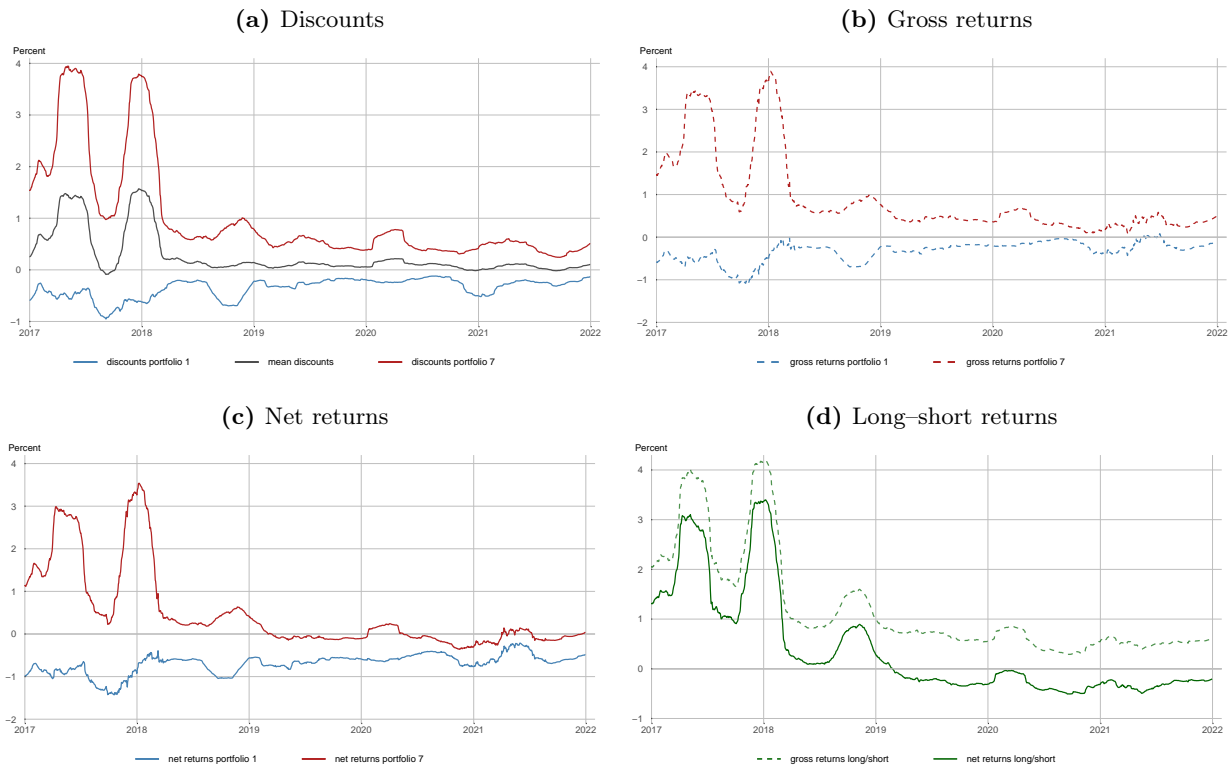 (a) Discounts
Percent
4
3
2
1
0
−1
2017 2018 2019 2020 2021 2022
discounts portfolio 1 mean discounts discounts portfolio 7
(b) Gross returns
Percent
4
3
2
1
0
−1
−2
2017 2018 2019 2020 2021 2022
gross returns portfolio 1 gross returns portfolio 7
(c) Net returns
Percent
4
3
2
1
0
−1
−2
2017 2018 2019 2020 2021 2022
net returns portfolio 1 net returns portfolio 7
(d) Long–short returns
Percent
4
3
2
1
0
−1
2017 2018 2019 2020 2021 2022
gross returns long/short net returns long/short